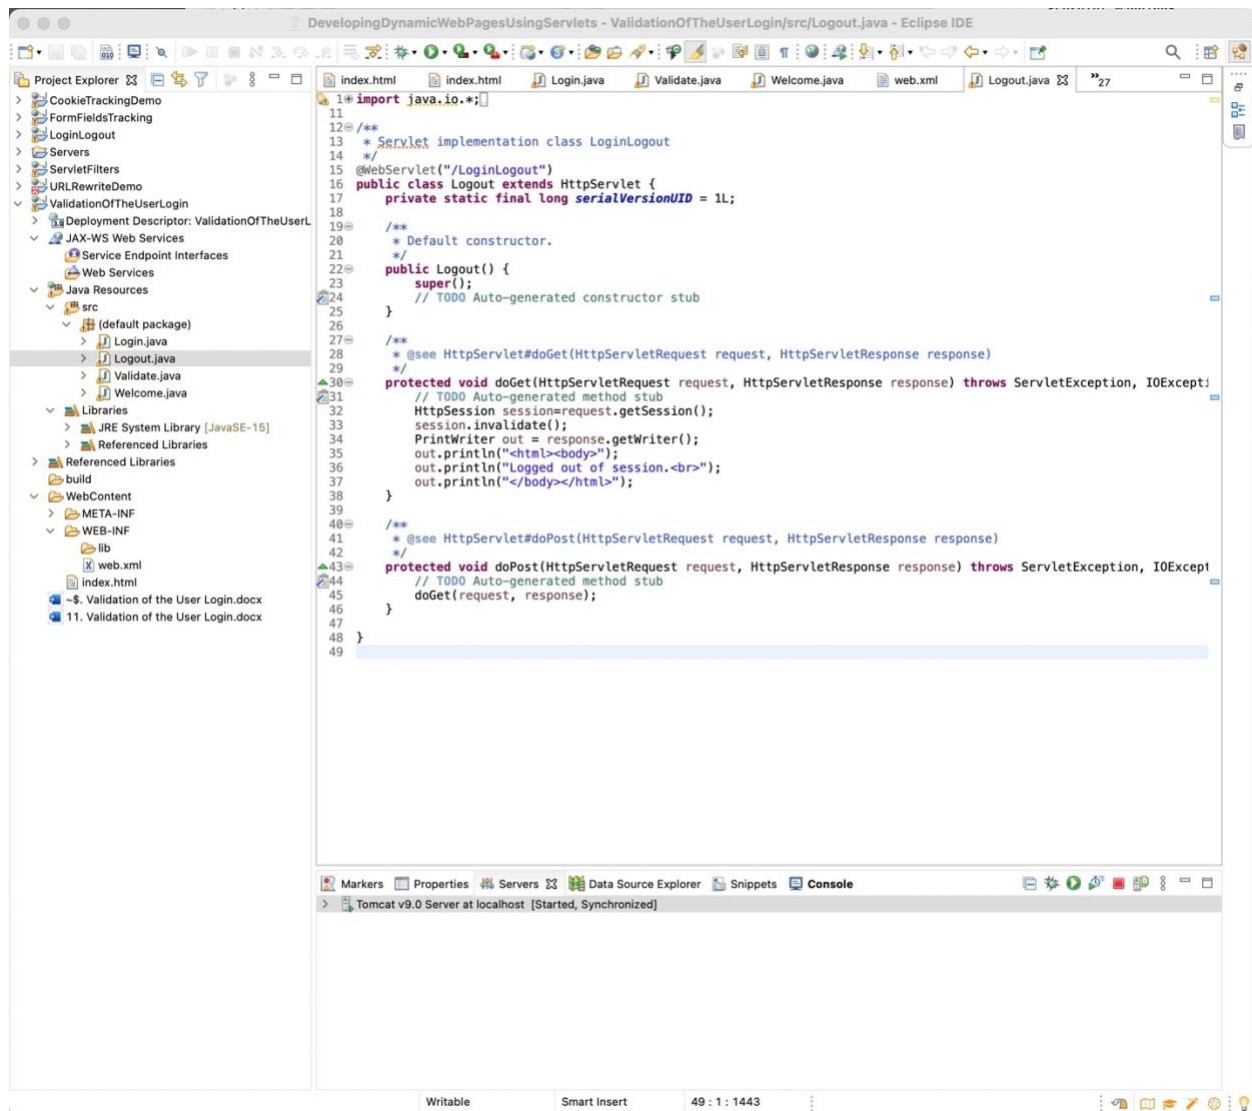 DevelopingDynamicWebPagesUsingServlets - ValidationOfTheUserLogin/src/Logout.java - Eclipse IDE
Project Explorer
index.html
index.html
Login.java
Validate.java
Welcome.java
web.xml
Logout.java
»27
CookieTrackingDemo
FormFieldsTracking
LoginLogout
Servers
ServletFilters
URLRewriteDemo
ValidationOfTheUserLogin
Deployment Descriptor: ValidationOfTheUserL
JAX-WS Web Services
Service Endpoint Interfaces
Web Services
Java Resources
src
(default package)
Login.java
Logout.java
Validate.java
Welcome.java
Libraries
JRE System Library [JavaSE-15]
Referenced Libraries
Referenced Libraries
build
WebContent
META-INF
WEB-INF
lib
web.xml
index.html
~$. Validation of the User Login.docx
11. Validation of the User Login.docx
1 import java.io.*;
11
12 /**
13 * Servlet implementation class LoginLogout
14 */
15 @WebServlet("/LoginLogout")
16 public class Logout extends HttpServlet {
17 private static final long serialVersionUID = 1L;
18
19 /**
20 * Default constructor.
21 */
22 public Logout() {
23 super();
24 // TODO Auto-generated constructor stub
25 }
26
27 /**
28 * @see HttpServlet#doGet(HttpServletRequest request, HttpServletResponse response)
29 */
30 protected void doGet(HttpServletRequest request, HttpServletResponse response) throws ServletException, IOExcepti
31 // TODO Auto-generated method stub
32 HttpSession session=request.getSession();
33 session.invalidate();
34 PrintWriter out = response.getWriter();
35 out.println("<html><body>");
36 out.println("Logged out of session.<br>");
37 out.println("</body></html>");
38 }
39
40 /**
41 * @see HttpServlet#doPost(HttpServletRequest request, HttpServletResponse response)
42 */
43 protected void doPost(HttpServletRequest request, HttpServletResponse response) throws ServletException, IOExcept
44 // TODO Auto-generated method stub
45 doGet(request, response);
46 }
47
48 }
49
Markers
Properties
Servers
Data Source Explorer
Snippets
Console
Tomcat v9.0 Server at localhost [Started, Synchronized]
Writable
Smart Insert
49 : 1 : 1443